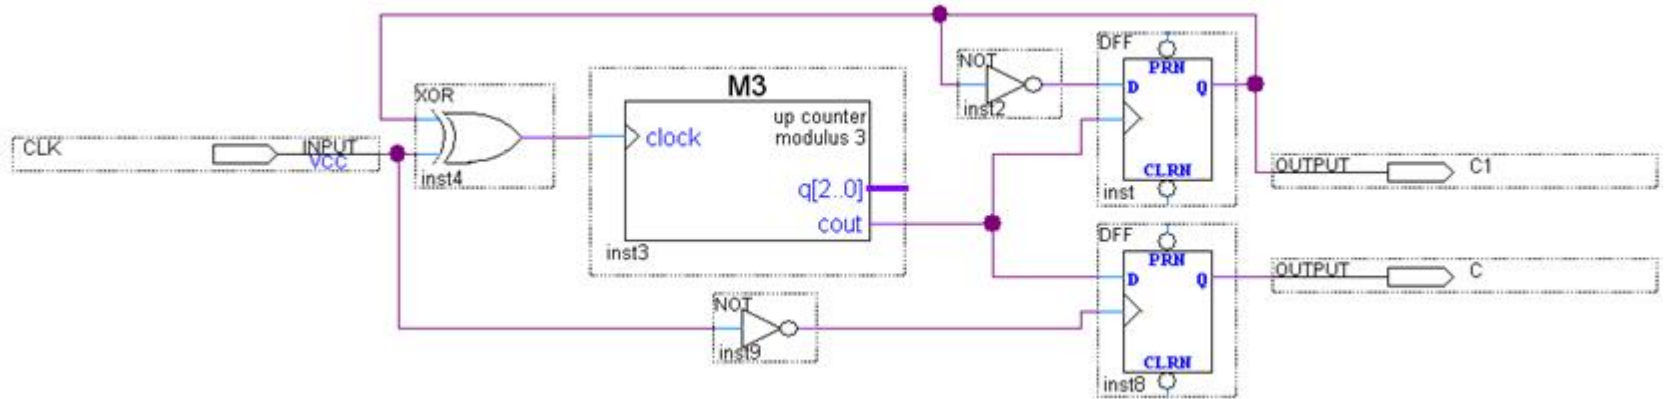 CLK
INPUT
VCC
XOR
inst4
M3
up counter
modulus 3
clock
q[2..0]
cout
inst3
NOT
inst9
NOT
inst2
DFF
PRN
D
Q
CLRN
inst
OUTPUT
C1
DFF
PRN
D
Q
CLRN
inst8
OUTPUT
C